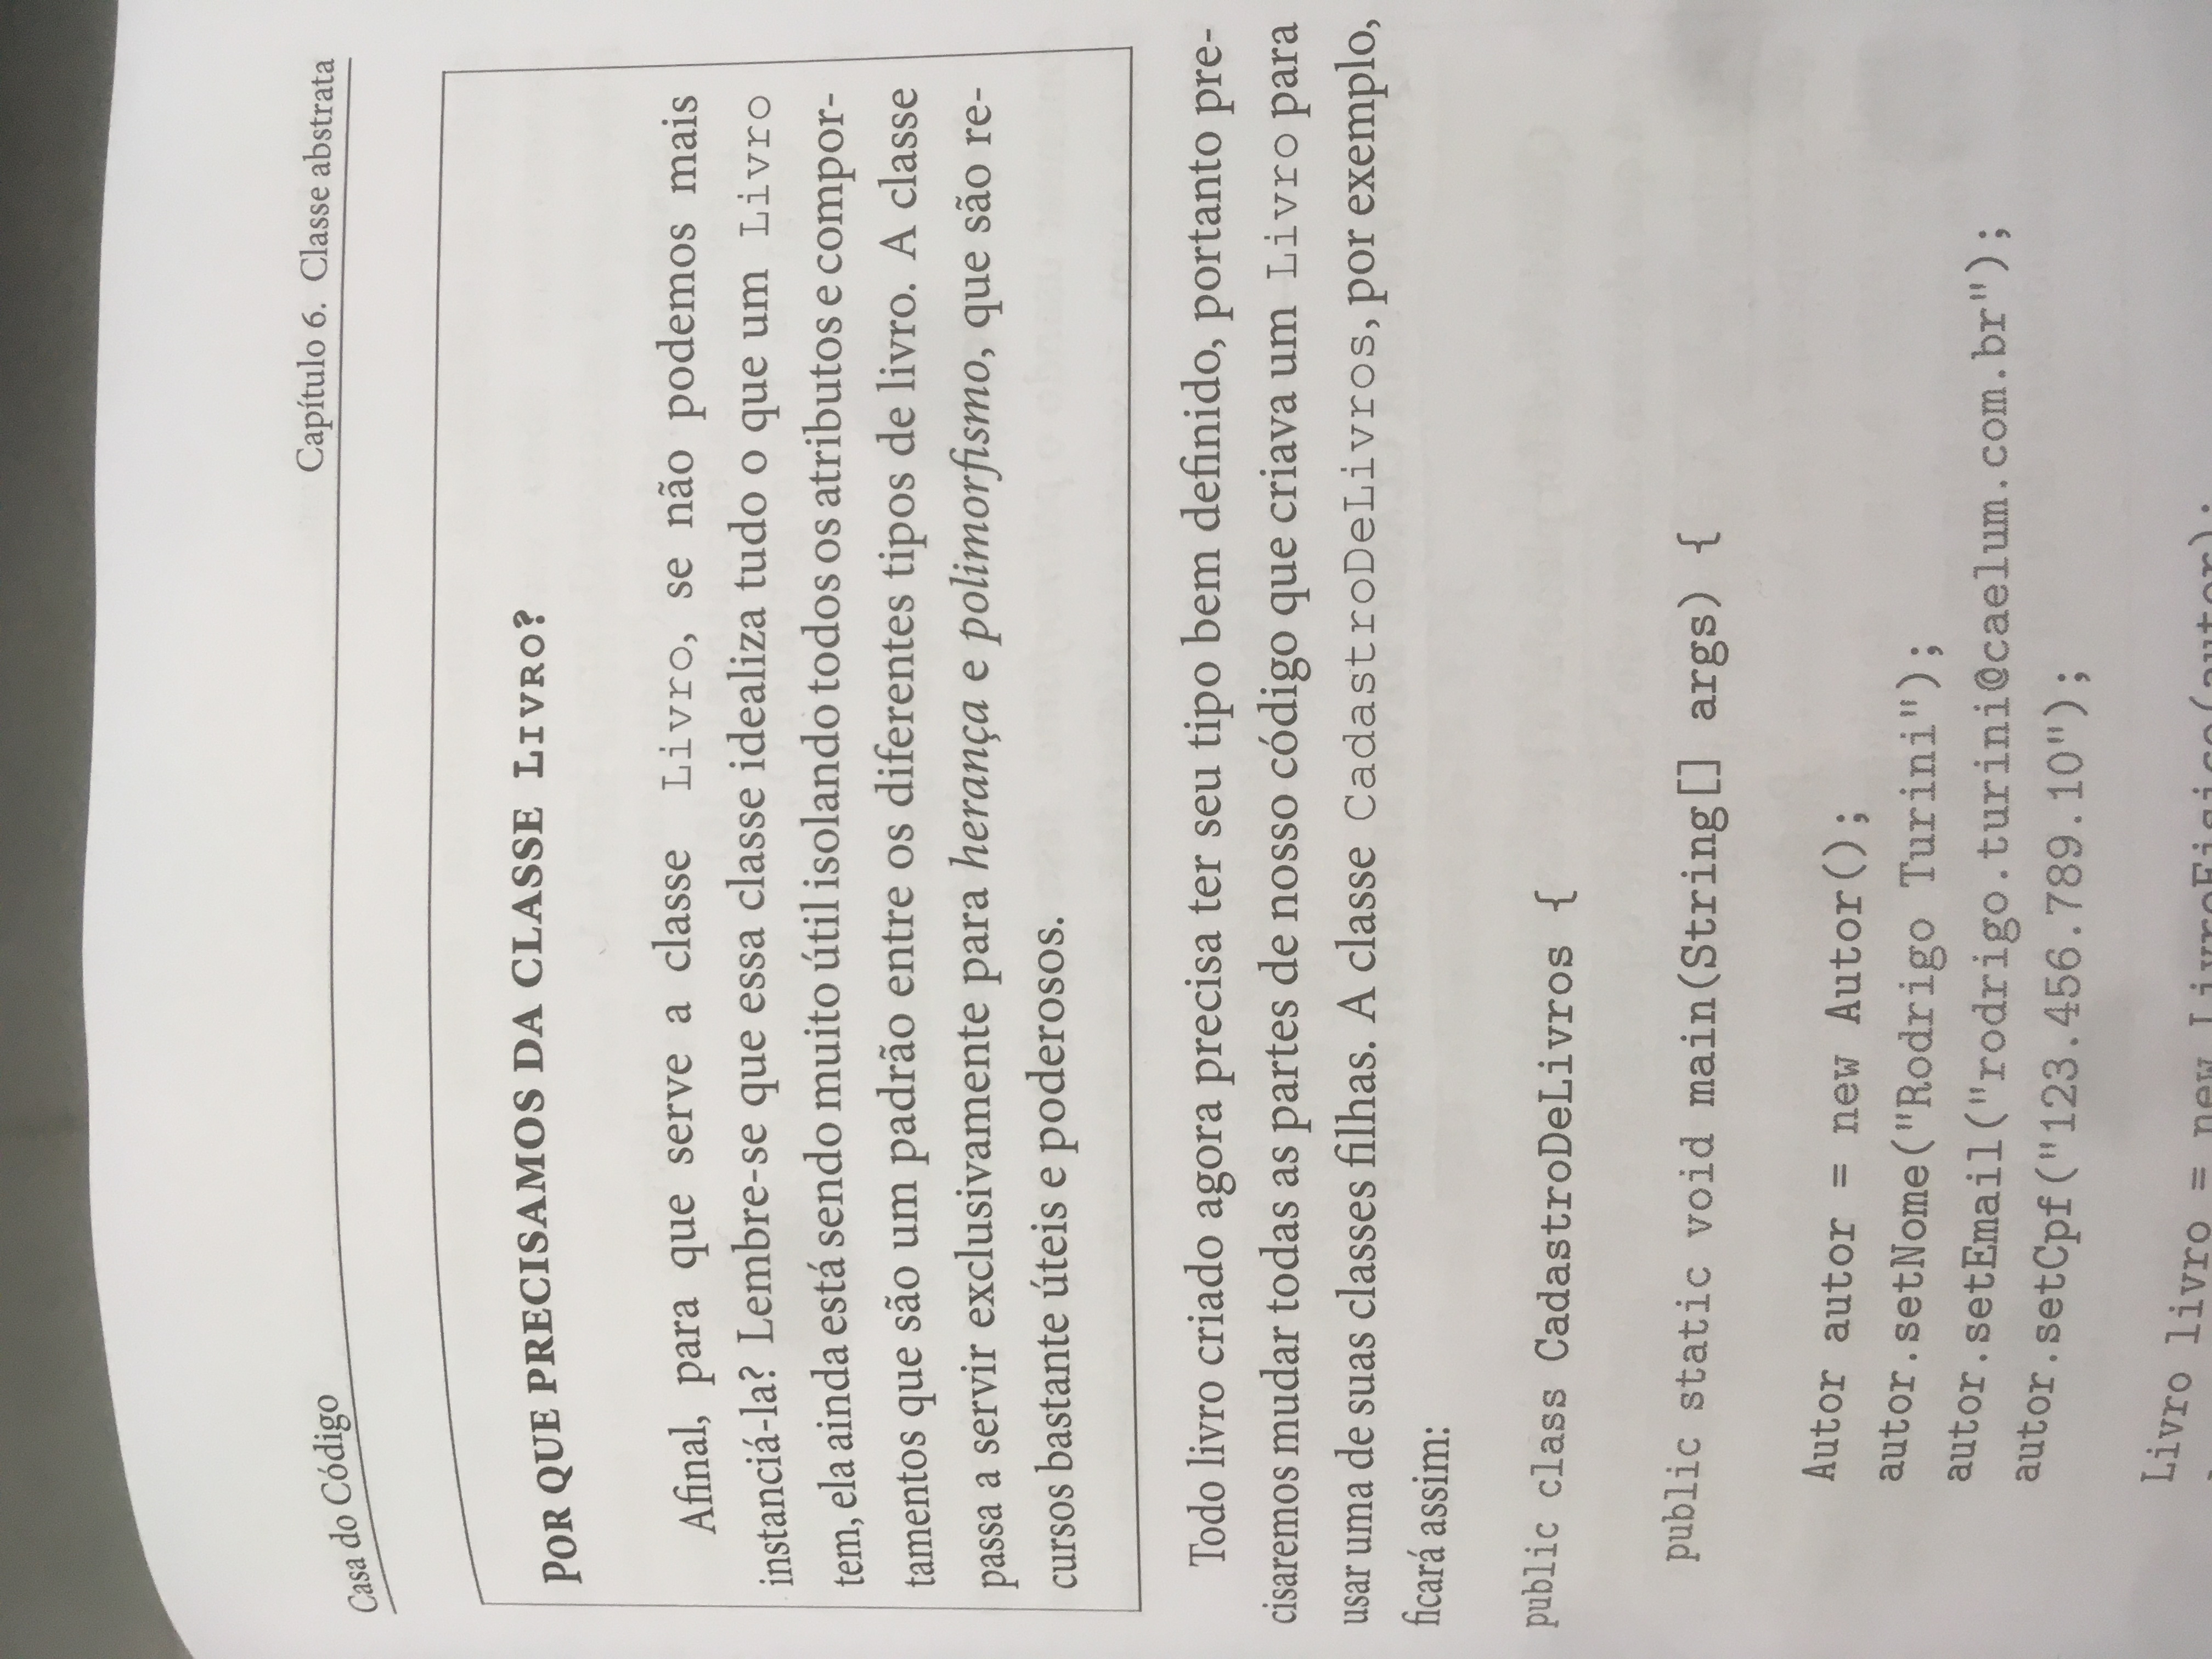 Casa do Código
Capítulo 6. Classe abstrata
POR QUE PRECISAMOS DA CLASSE LIVRO?
Afinal, para que serve a classe Livro, se não podemos mais
instanciá-la? Lembre-se que essa classe idealiza tudo o que um Livro
tem, ela ainda está sendo muito útil isolando todos os atributos e compor-
tamentos que são um padrão entre os diferentes tipos de livro. A classe
passa a servir exclusivamente para herança e polimorfismo, que são re-
cursos bastante úteis e poderosos.
Todo livro criado agora precisa ter seu tipo bem definido, portanto pre-
cisaremos mudar todas as partes de nosso código que criava um Livro para
usar uma de suas classes filhas. A classe CadastroDeLivros, por exemplo,
ficará assim:
public class CadastroDeLivros {
public static void main(String[] args) {
Autor autor = new Autor();
autor.setNome("Rodrigo Turini");
autor.setEmail("rodrigo.turini@caelum.com.br");
autor.setCpf("123.456.789.10");
Livro livro = new LivroFisico(autor);